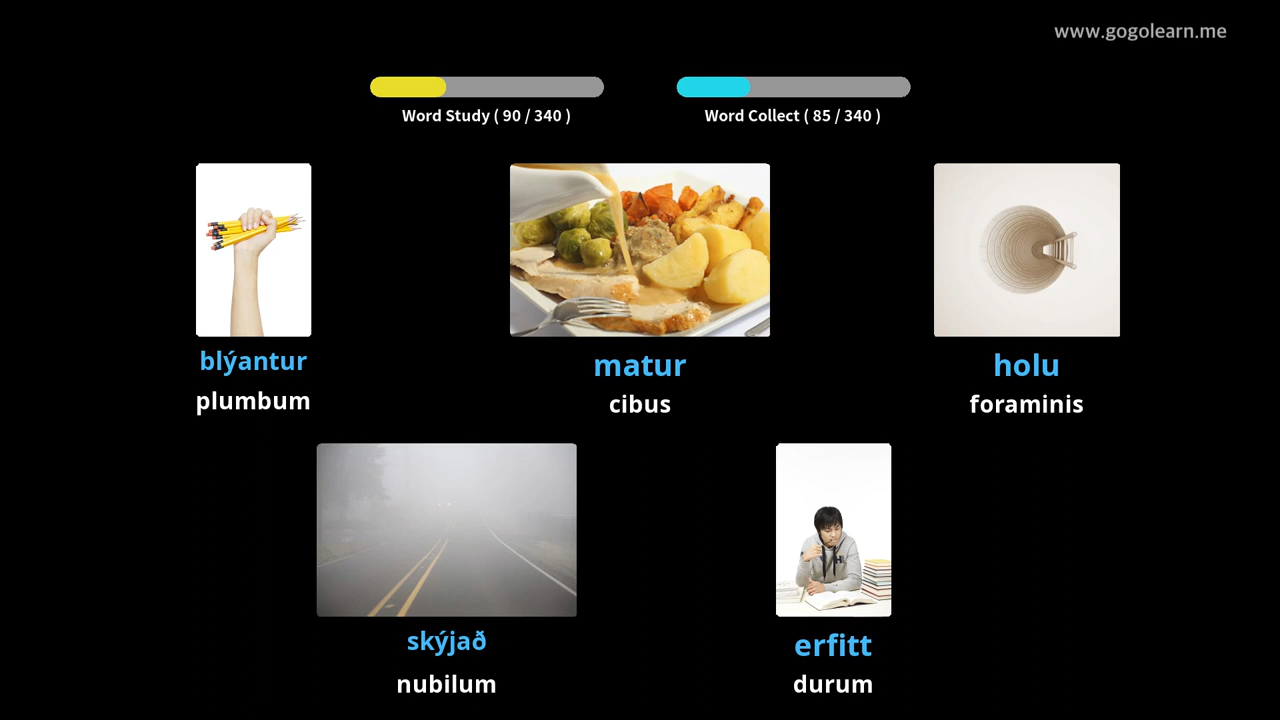 www.gogolearn.me
Word Study ( 90 / 340 )
Word Collect ( 85 / 340 )
blýantur
plumbum
matur
cibus
holu
foraminis
skýjað
nubilum
erfitt
durum